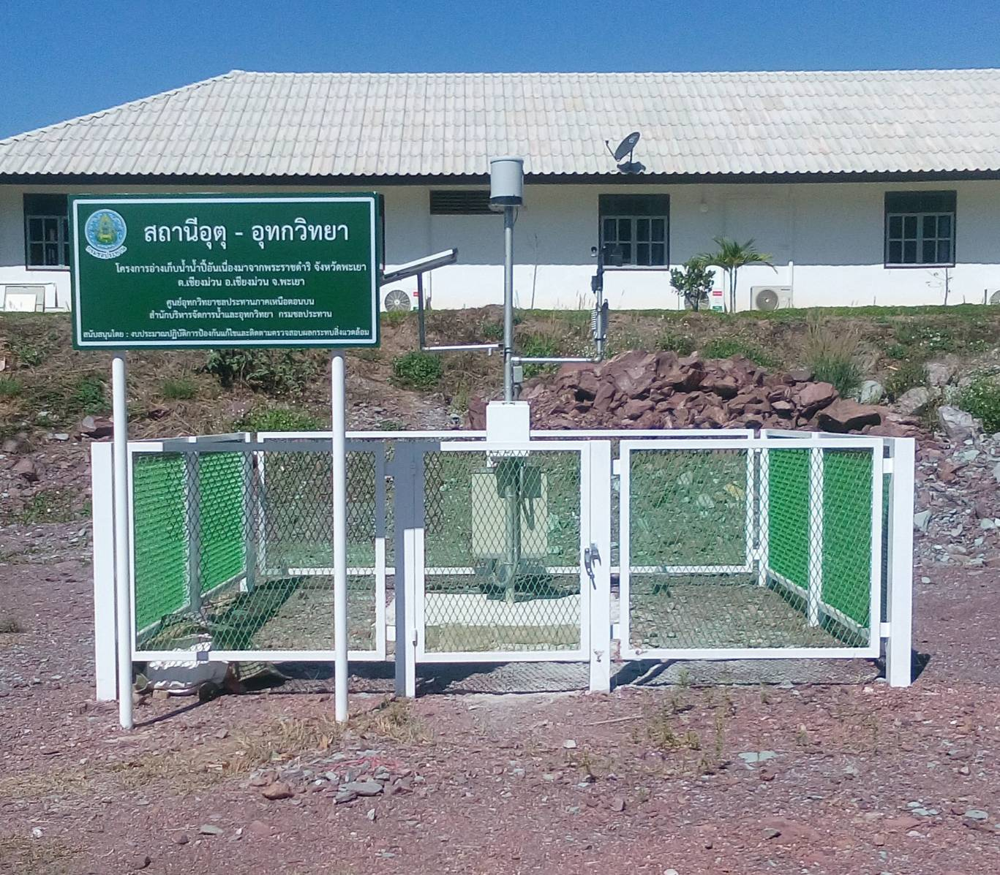 สถานีอุตุ - อุทกวิทยา
โครงการอ่างเก็บน้ำน้ำปี้อันเนื่องมาจากพระราชดำริ จังหวัดพะเยา
ต.เชียงม่วน อ.เชียงม่วน จ.พะเยา
ศูนย์อุทกวิทยาชลประทานภาคเหนือตอนบน
สำนักบริหารจัดการน้ำและอุทกวิทยา กรมชลประทาน
สนับสนุนโดย : งบประมาณปฏิบัติการป้องกันแก้ไขและติดตามตรวจสอบผลกระทบสิ่งแวดล้อม
กรมชลประทาน